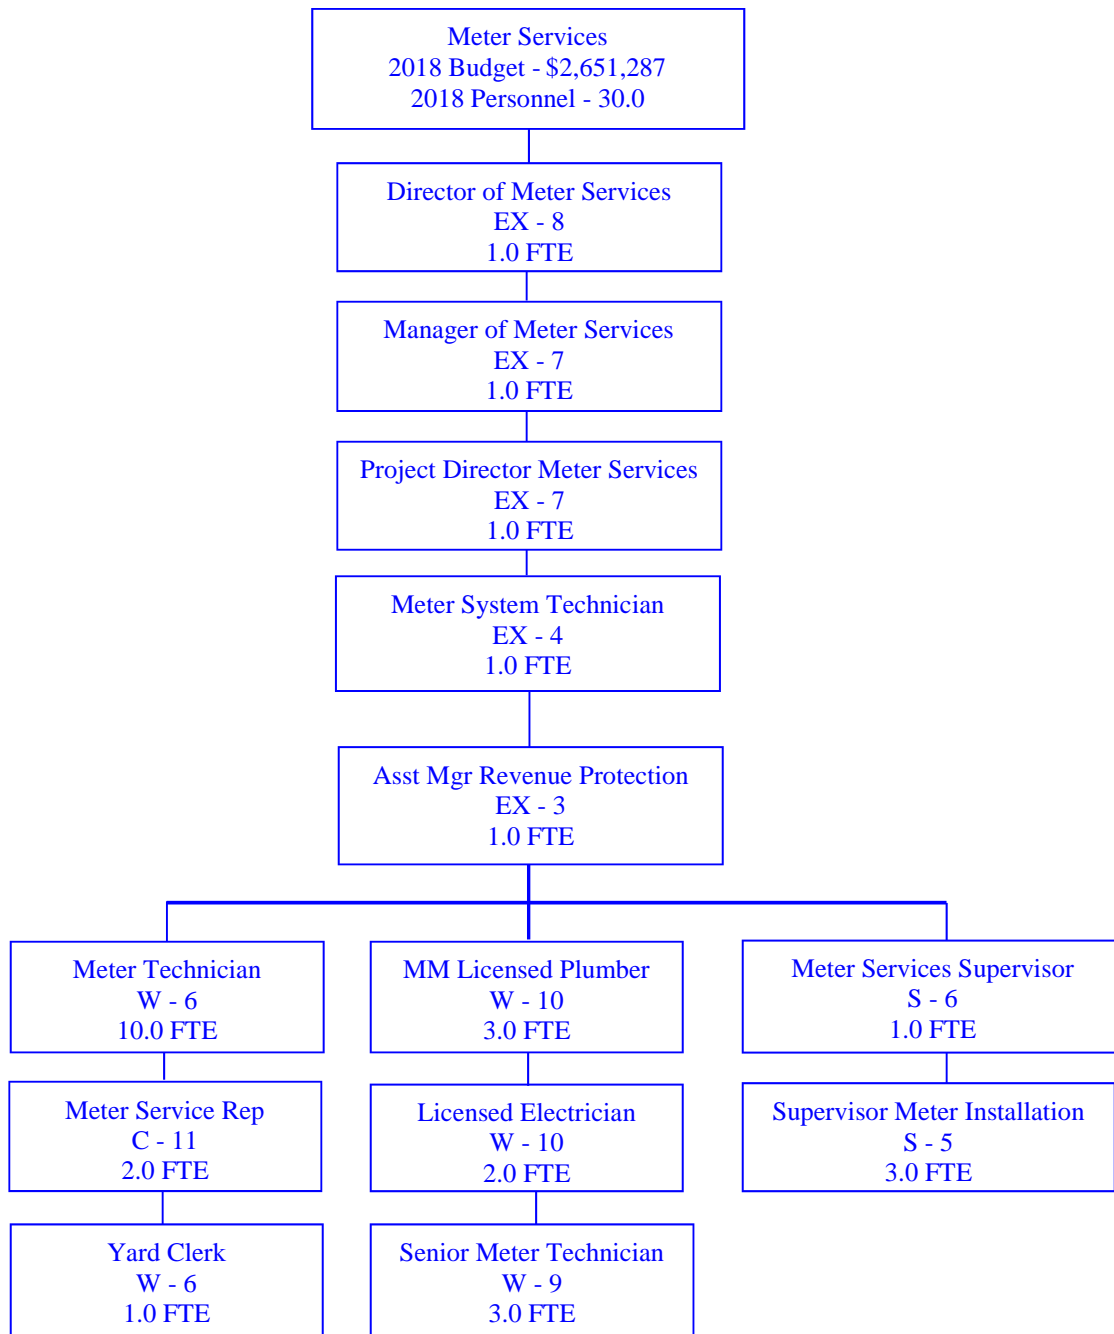 Meter Services
2018 Budget - $2,651,287
2018 Personnel - 30.0
Director of Meter Services
EX - 8
1.0 FTE
Manager of Meter Services
EX - 7
1.0 FTE
Project Director Meter Services
EX - 7
1.0 FTE
Meter System Technician
EX - 4
1.0 FTE
Asst Mgr Revenue Protection
EX - 3
1.0 FTE
Meter Technician
W - 6
10.0 FTE
MM Licensed Plumber
W - 10
3.0 FTE
Meter Services Supervisor
S - 6
1.0 FTE
Meter Service Rep
C - 11
2.0 FTE
Licensed Electrician
W - 10
2.0 FTE
Supervisor Meter Installation
S - 5
3.0 FTE
Yard Clerk
W - 6
1.0 FTE
Senior Meter Technician
W - 9
3.0 FTE